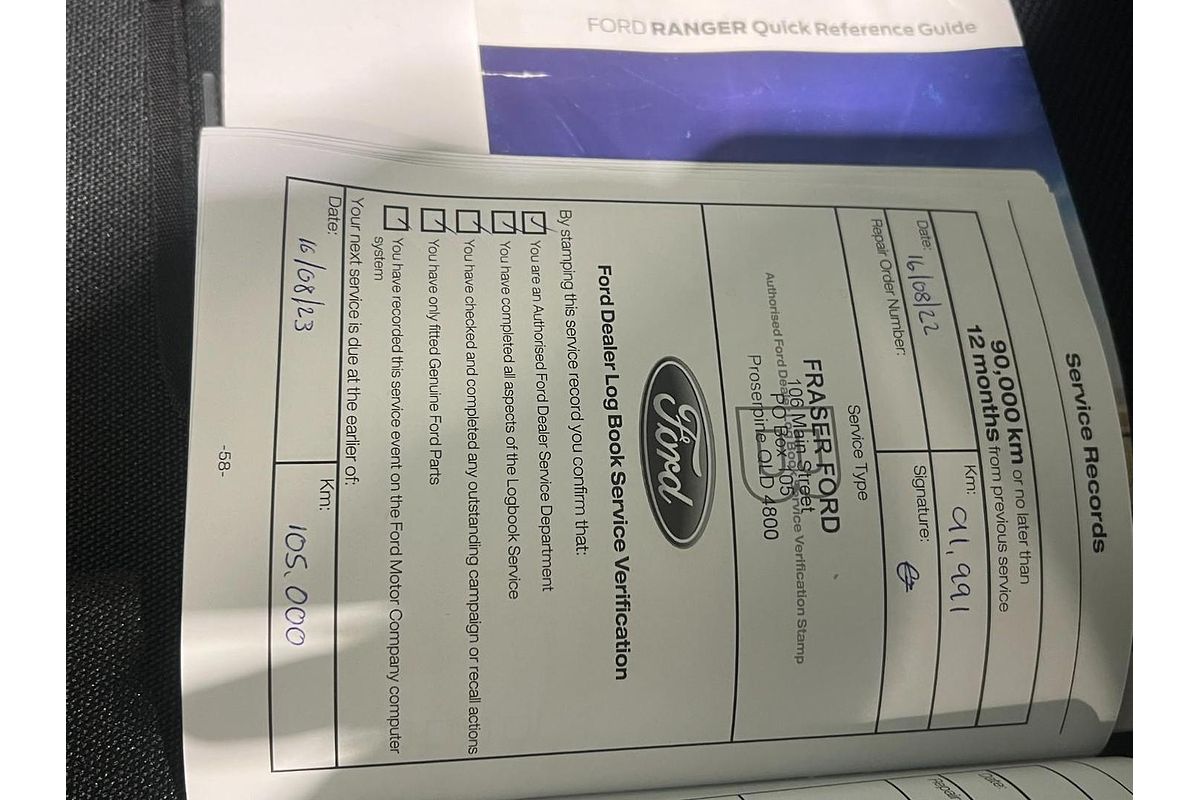 FORD RANGER Quick Reference Guide
Service Records
90,000 km or no later than
12 months from previous service
Date: 16/08/22
Km: 91,991
Repair Order Number:
Signature:
Service Type
FRASER FORD
106 Main Street
PO Box 105
Proserpine QLD 4800
Authorised Ford Dealer Log Book Service Verification Stamp
Ford
Ford Dealer Log Book Service Verification
By stamping this service record you confirm that:
You are an Authorised Ford Dealer Service Department
You have completed all aspects of the Logbook Service
You have checked and completed any outstanding campaign or recall actions
You have only fitted Genuine Ford Parts
You have recorded this service event on the Ford Motor Company computer
system
Your next service is due at the earlier of:
Date: 16/08/23
Km: 105.000
-58-
Date:
Repair